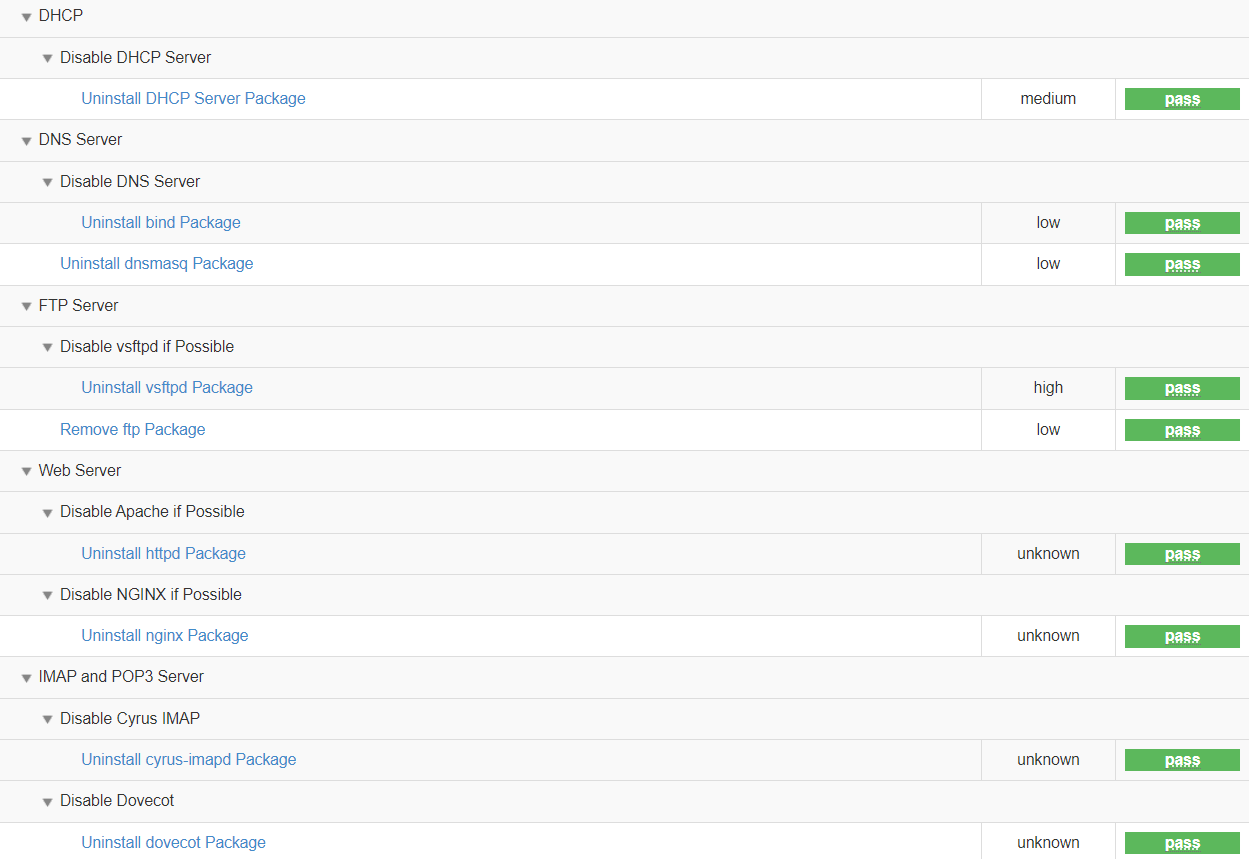 DHCP
Disable DHCP Server
Uninstall DHCP Server Package medium pass
DNS Server
Disable DNS Server
Uninstall bind Package low pass
Uninstall dnsmasq Package low pass
FTP Server
Disable vsftpd if Possible
Uninstall vsftpd Package high pass
Remove ftp Package low pass
Web Server
Disable Apache if Possible
Uninstall httpd Package unknown pass
Disable NGINX if Possible
Uninstall nginx Package unknown pass
IMAP and POP3 Server
Disable Cyrus IMAP
Uninstall cyrus-imapd Package unknown pass
Disable Dovecot
Uninstall dovecot Package unknown pass